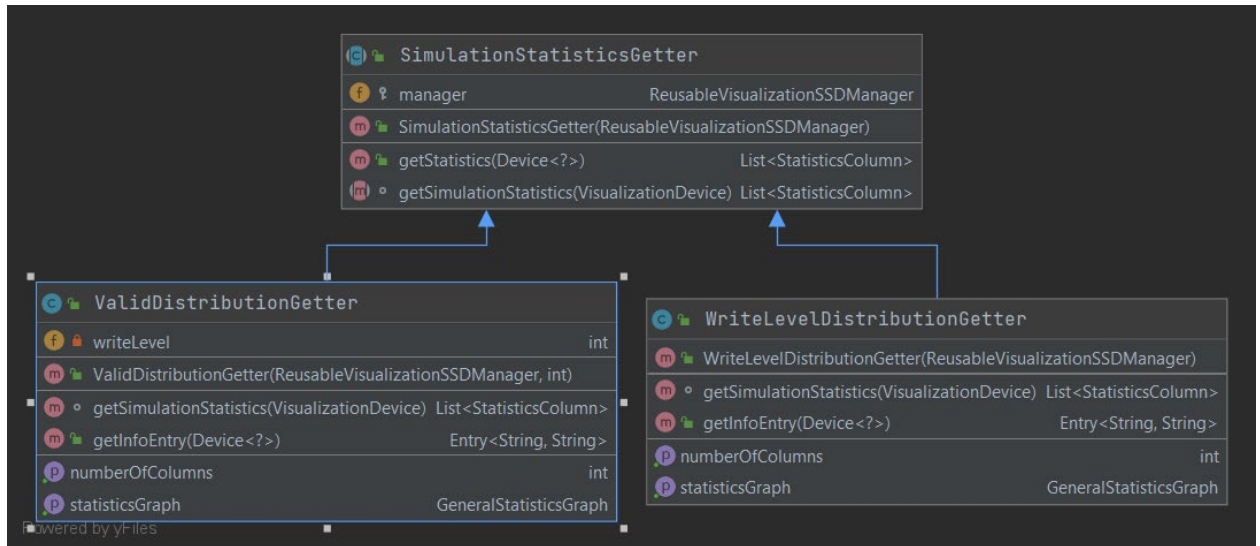 SimulationStatisticsGetter
manager ReusableVisualizationSSDManager
SimulationStatisticsGetter(ReusableVisualizationSSDManager)
getStatistics(Device<?>) List<StatisticsColumn>
getSimulationStatistics(VisualizationDevice) List<StatisticsColumn>
ValidDistributionGetter
writeLevel int
ValidDistributionGetter(ReusableVisualizationSSDManager, int)
getSimulationStatistics(VisualizationDevice) List<StatisticsColumn>
getInfoEntry(Device<?>) Entry<String, String>
numberOfColumns int
statisticsGraph GeneralStatisticsGraph
WriteLevelDistributionGetter
WriteLevelDistributionGetter(ReusableVisualizationSSDManager)
getSimulationStatistics(VisualizationDevice) List<StatisticsColumn>
getInfoEntry(Device<?>) Entry<String, String>
numberOfColumns int
statisticsGraph GeneralStatisticsGraph
Powered by yFiles